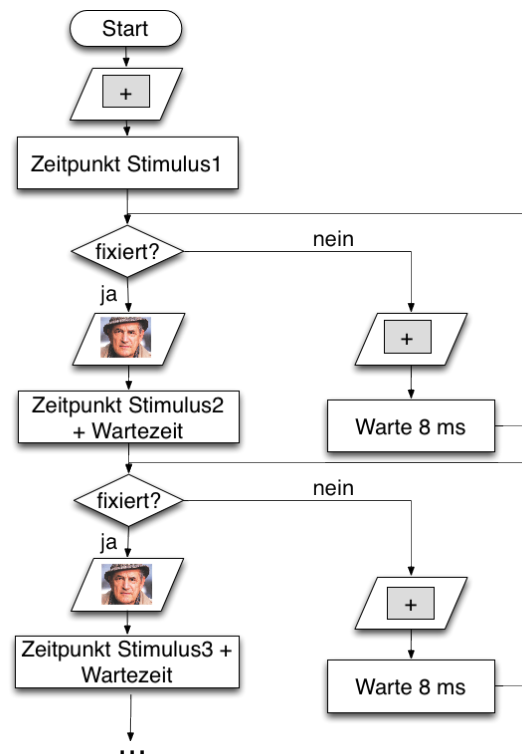 Start
+
Zeitpunkt Stimulus1
fixiert?
nein
ja
+
Zeitpunkt Stimulus2
+ Wartezeit
Warte 8 ms
fixiert?
nein
ja
+
Zeitpunkt Stimulus3 +
Wartezeit
Warte 8 ms
...